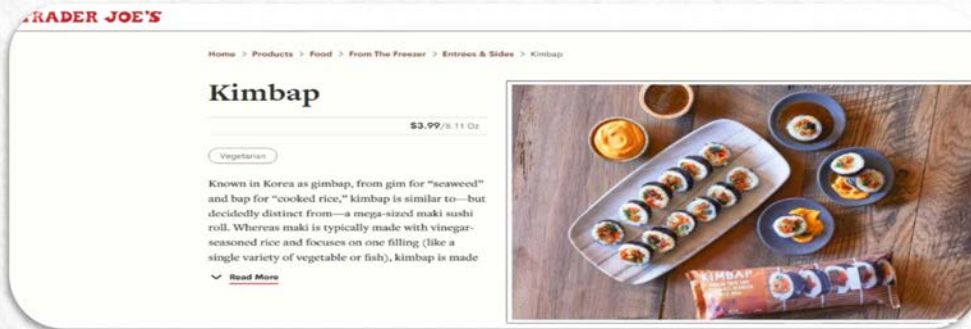 TRADER JOE'S
Home > Products > Food > From The Freezer > Entrées & Sides > Kimbap
Kimbap
$3.99/8.11 Oz
Vegetarian
Known in Korea as gimbap, from gim for “seaweed”
and bap for “cooked rice,” kimbap is similar to—but
decidedly distinct from—a mega-sized maki sushi
roll. Whereas maki is typically made with vinegar-
seasoned rice and focuses on one filling (like a
single variety of vegetable or fish), kimbap is made
Read More
KIMBAP